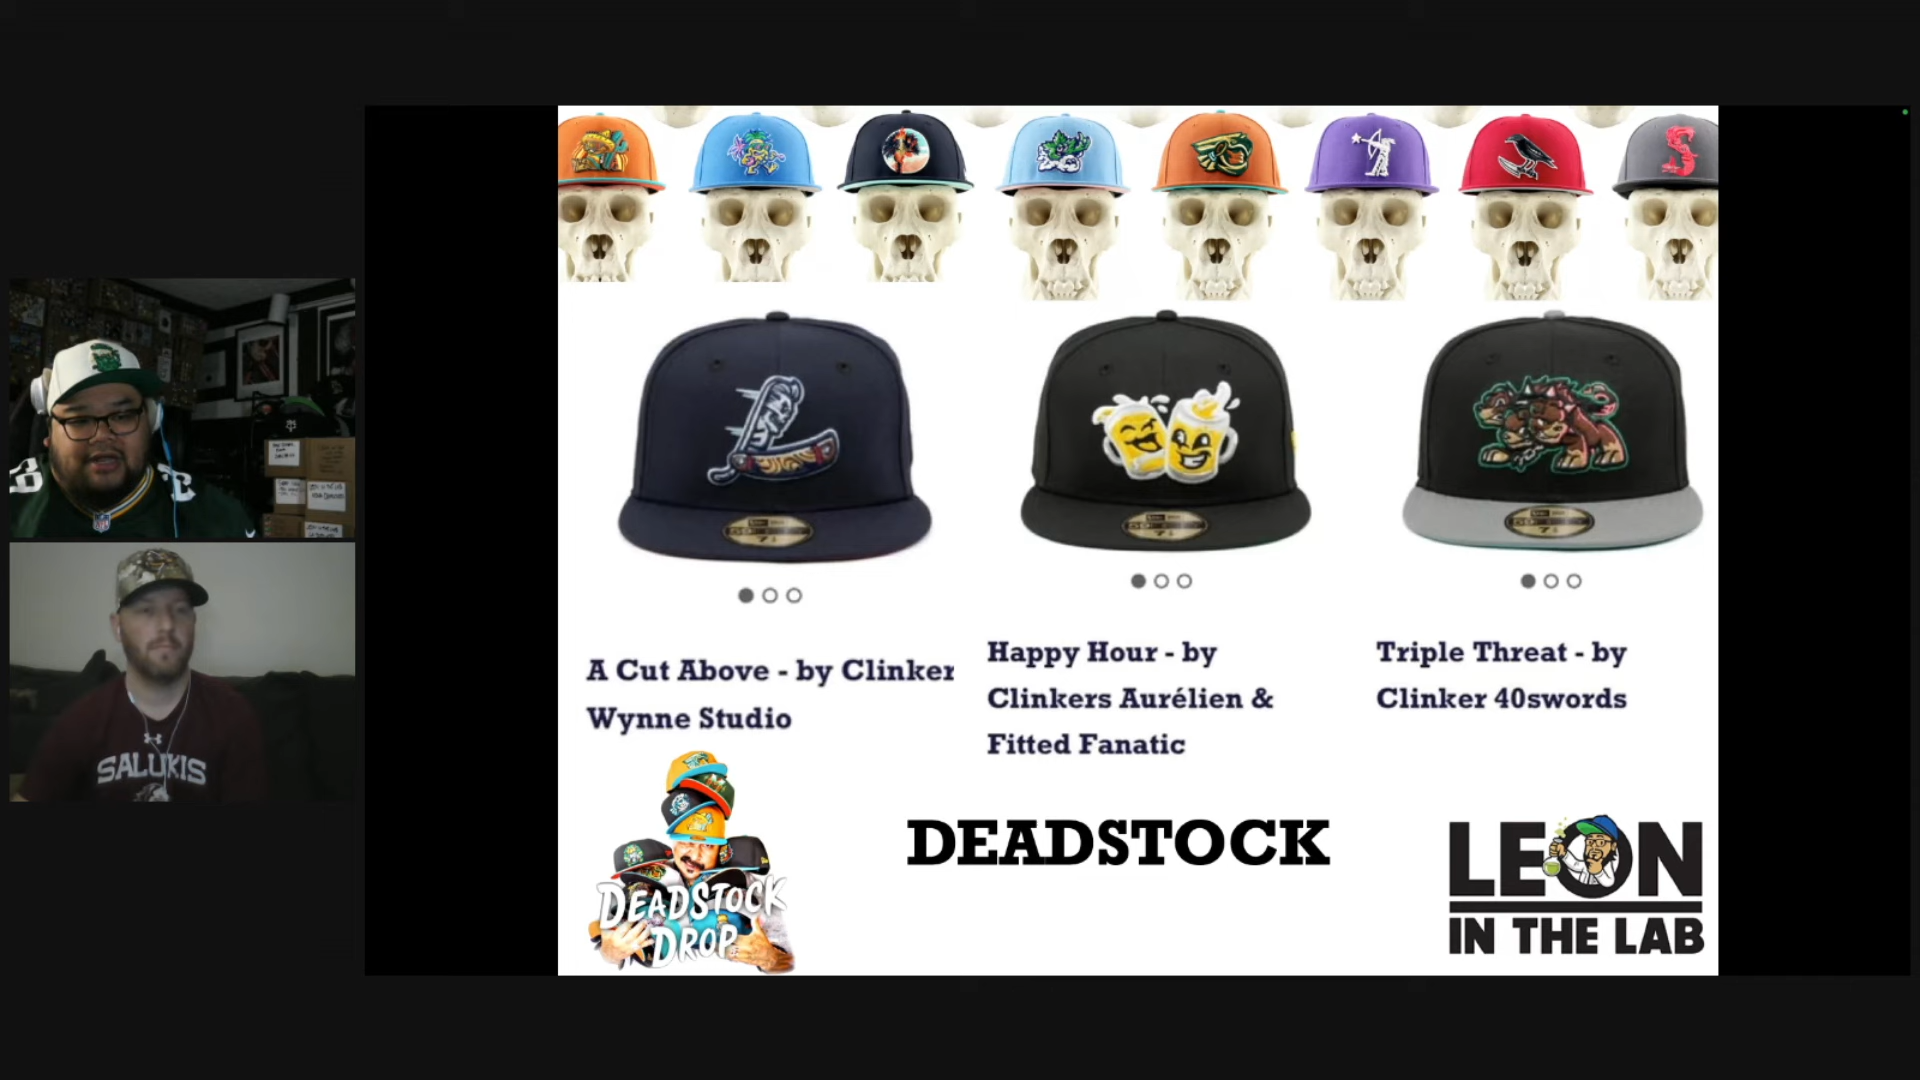 A Cut Above - by Clinker
Wynne Studio
Happy Hour - by
Clinkers Aurélien &
Fitted Fanatic
Triple Threat - by
Clinker 40swords
DEADSTOCK
DROP
DEADSTOCK
LEON
IN THE LAB
SALUKIS